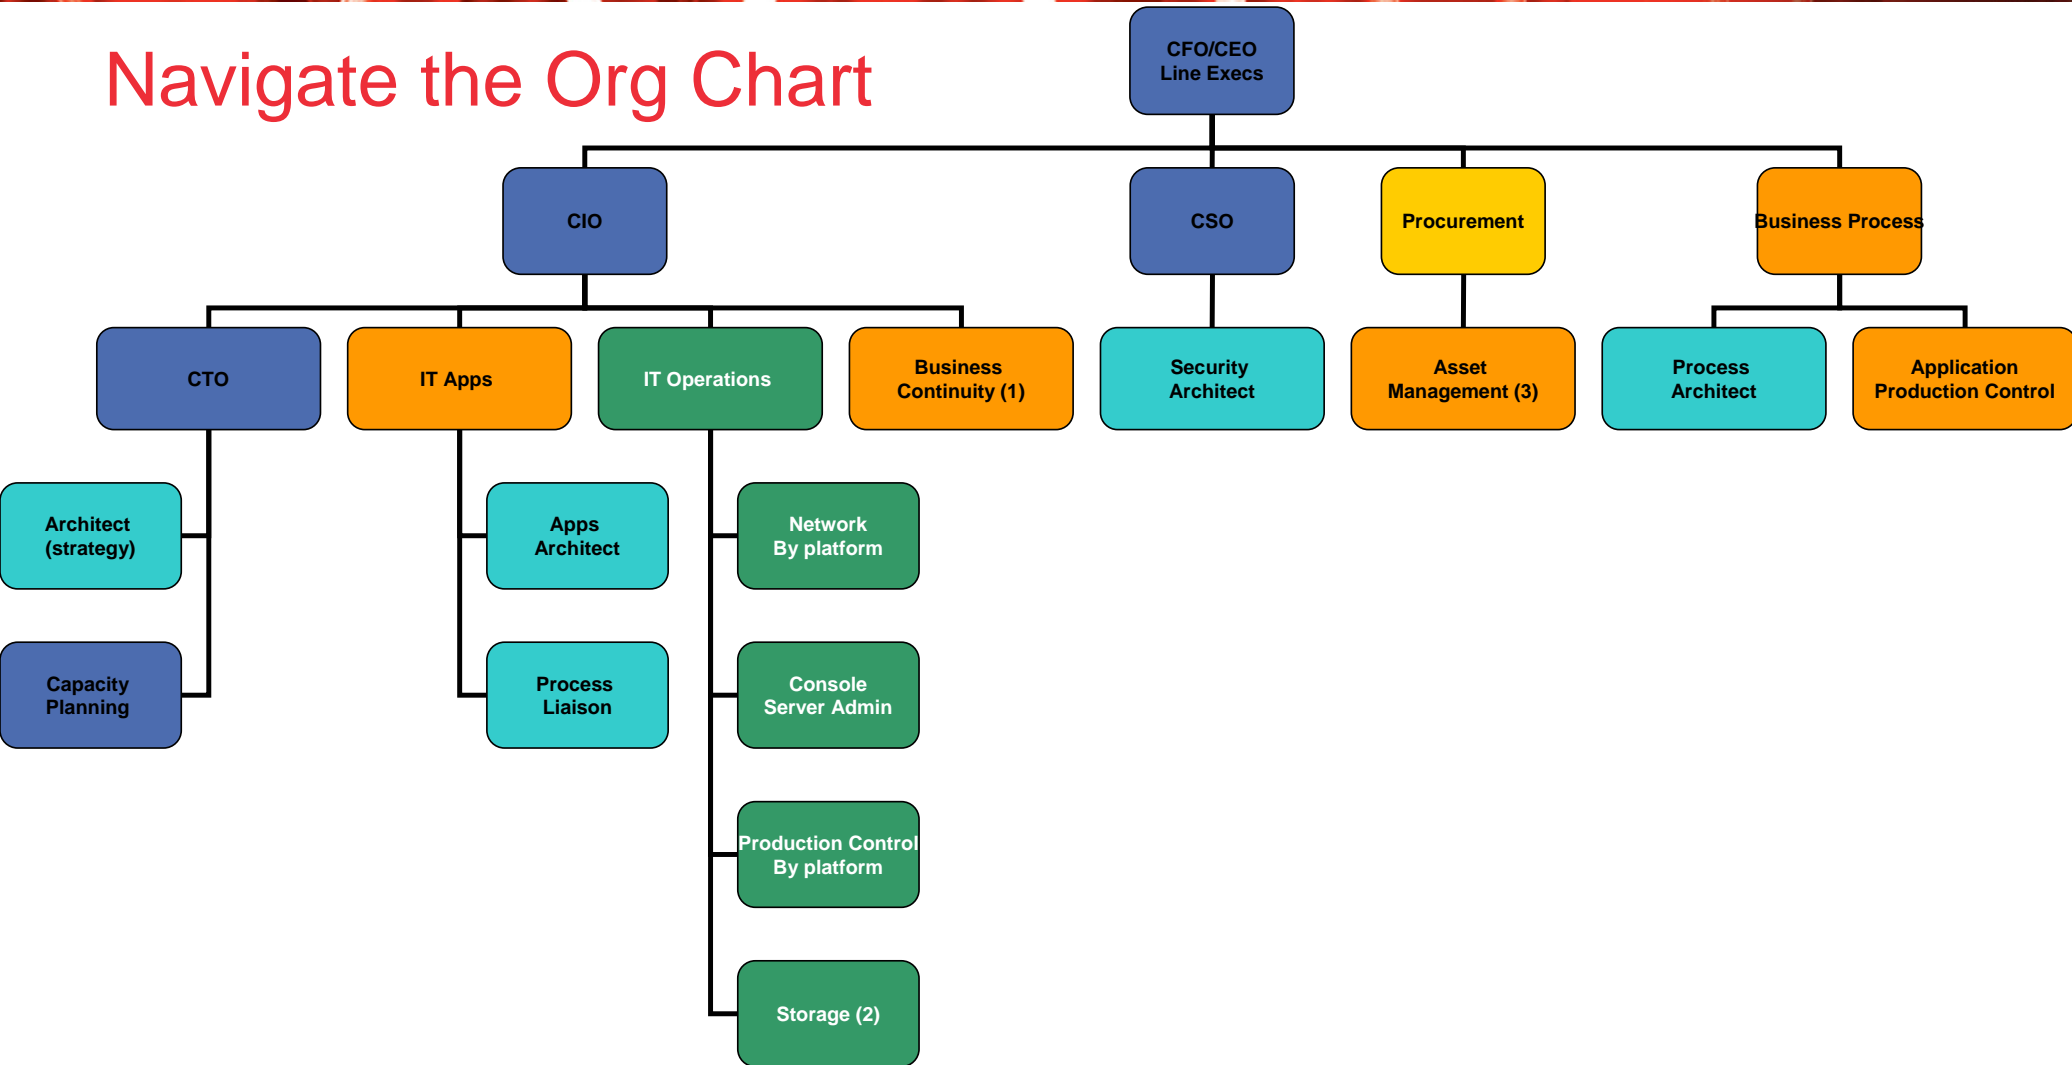 Navigate the Org Chart
CFO/CEO
Line Execs
CIO
CSO
Procurement
Business Process
CTO
IT Apps
IT Operations
Business
Continuity (1)
Security
Architect
Asset
Management (3)
Process
Architect
Application
Production Control
Architect
(strategy)
Apps
Architect
Network
By platform
Capacity
Planning
Process
Liaison
Console
Server Admin
Production Control
By platform
Storage (2)